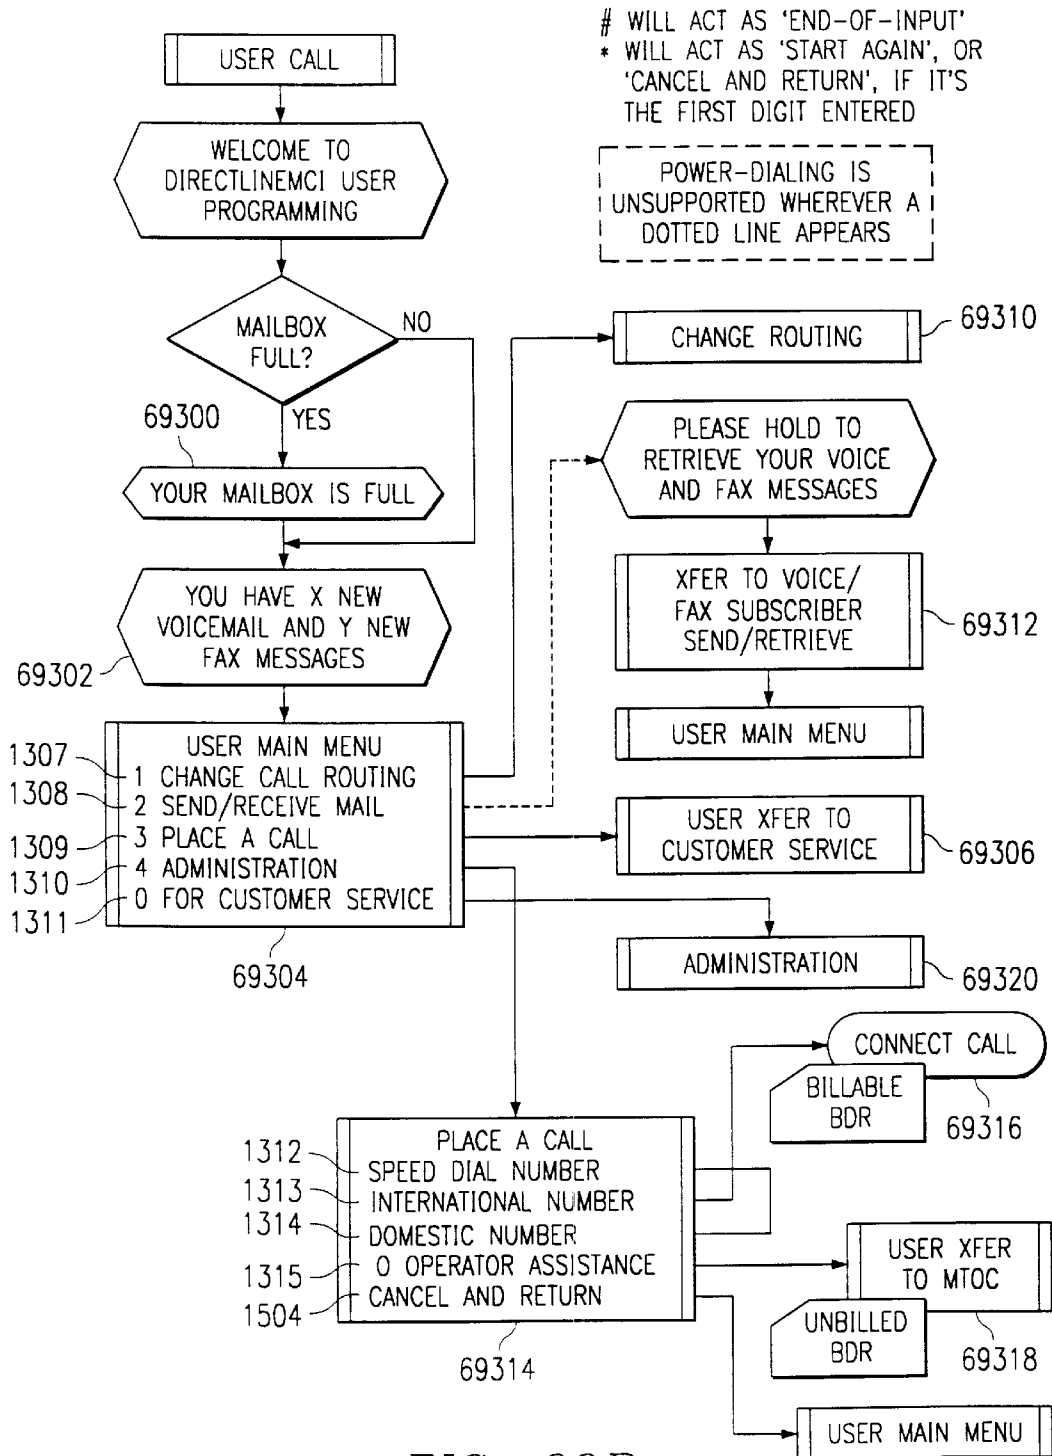 # WILL ACT AS 'END-OF-INPUT'
* WILL ACT AS 'START AGAIN', OR
'CANCEL AND RETURN', IF IT'S
THE FIRST DIGIT ENTERED
USER CALL
WELCOME TO
DIRECTLINEMCI USER
PROGRAMMING
POWER-DIALING IS
UNSUPPORTED WHEREVER A
DOTTED LINE APPEARS
MAILBOX
FULL?
NO
YES
69300
YOUR MAILBOX IS FULL
CHANGE ROUTING
69310
PLEASE HOLD TO
RETRIEVE YOUR VOICE
AND FAX MESSAGES
YOU HAVE X NEW
VOICEMAIL AND Y NEW
FAX MESSAGES
69302
XFER TO VOICE/
FAX SUBSCRIBER
SEND/RETRIEVE
69312
USER MAIN MENU
USER MAIN MENU
1307 1 CHANGE CALL ROUTING
1308 2 SEND/RECEIVE MAIL
1309 3 PLACE A CALL
1310 4 ADMINISTRATION
1311 0 FOR CUSTOMER SERVICE
69304
USER XFER TO
CUSTOMER SERVICE
69306
ADMINISTRATION
69320
CONNECT CALL
BILLABLE
BDR
69316
PLACE A CALL
1312 SPEED DIAL NUMBER
1313 INTERNATIONAL NUMBER
1314 DOMESTIC NUMBER
1315 0 OPERATOR ASSISTANCE
1504 CANCEL AND RETURN
69314
USER XFER
TO MTOC
UNBILLED
BDR
69318
USER MAIN MENU